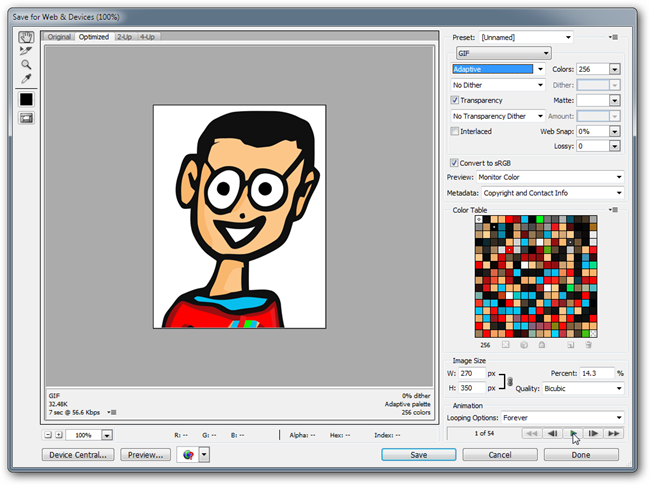 Save for Web & Devices (100%)
Original Optimized 2-Up 4-Up
Preset: [Unnamed]
GIF
Adaptive Colors: 256
No Dither Dither:
Transparency Matte:
No Transparency Dither Amount:
Interlaced Web Snap: 0%
Lossy: 0
Convert to sRGB
Preview: Monitor Color
Metadata: Copyright and Contact Info
Color Table
256
Image Size
W: 270 px Percent: 14.3 %
H: 350 px Quality: Bicubic
Animation
Looping Options: Forever
1 of 54
GIF 0% dither
32.48K Adaptive palette
7 sec @ 56.6 Kbps 256 colors
100% R: -- G: -- B: -- Alpha: -- Hex: -- Index: --
Device Central... Preview... Save Cancel Done